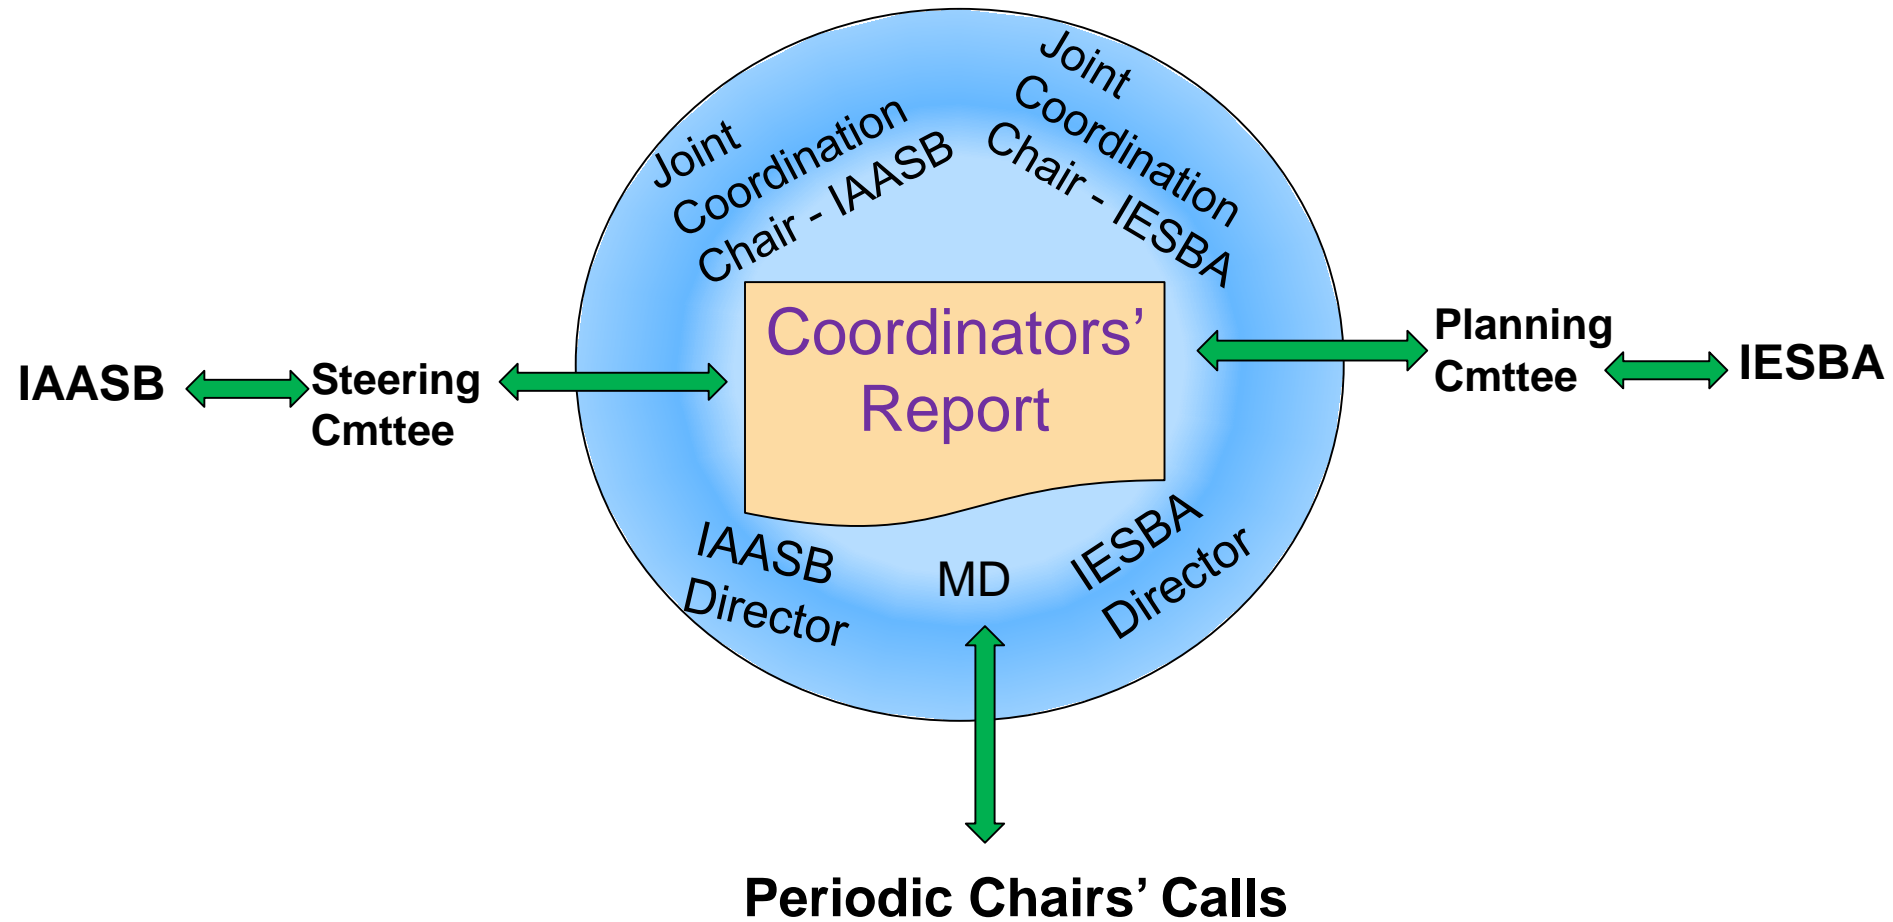 Joint
Coordination
Chair - IAASB
Joint
Coordination
Chair - IESBA
Coordinators’
Report
IAASB
Steering
Cmttee
Planning
Cmttee
IESBA
IAASB
Director
MD
IESBA
Director
Periodic Chairs’ Calls